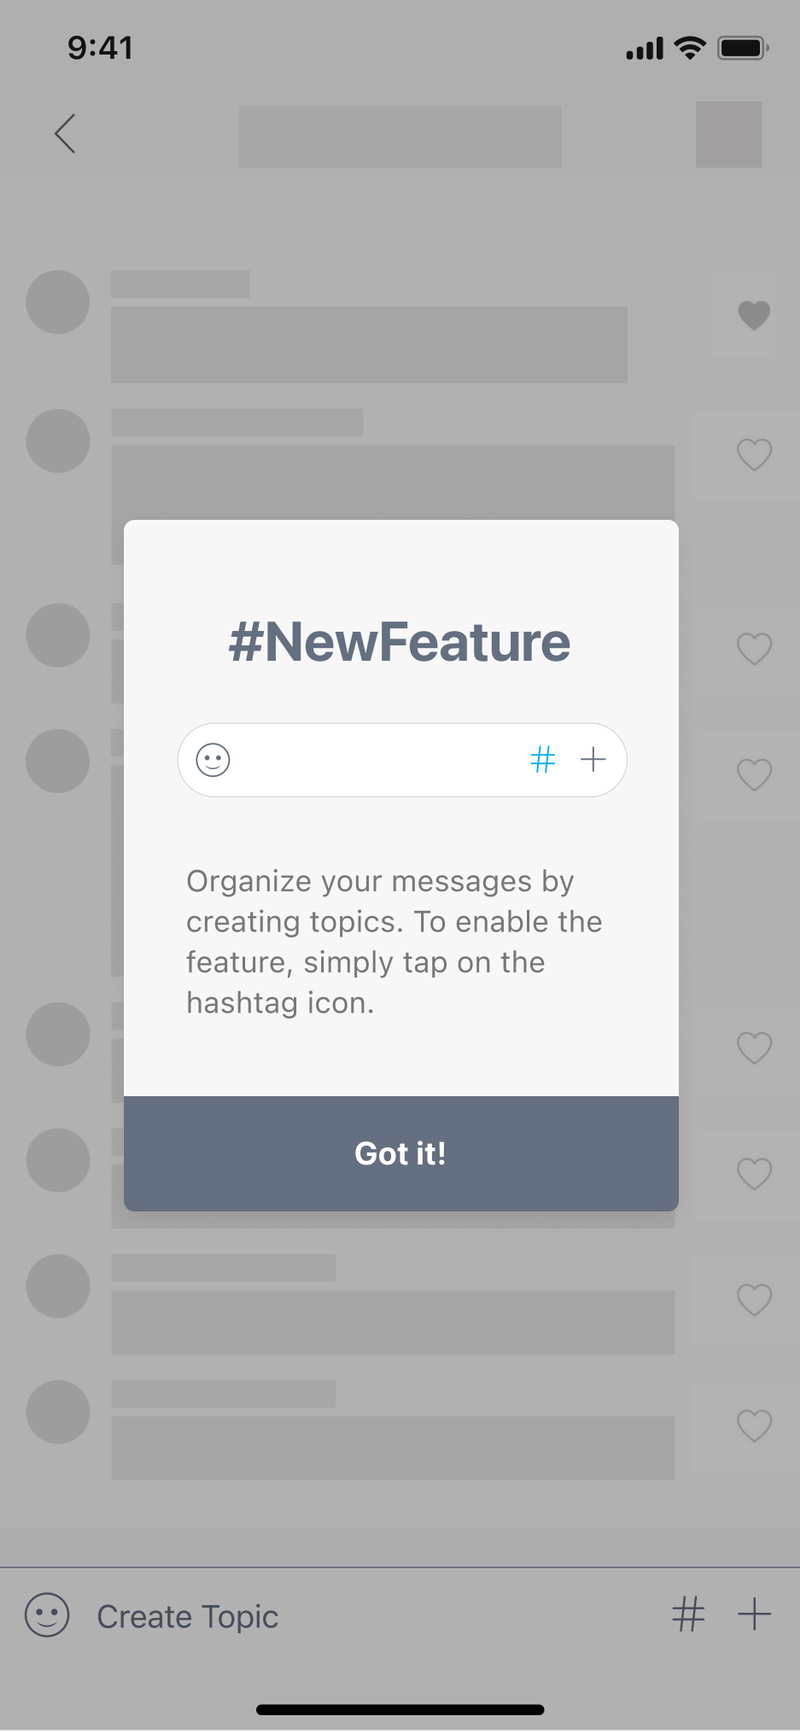 9:41
#NewFeature
#
Organize your messages by
creating topics. To enable the
feature, simply tap on the
hashtag icon.
Got it!
Create Topic #